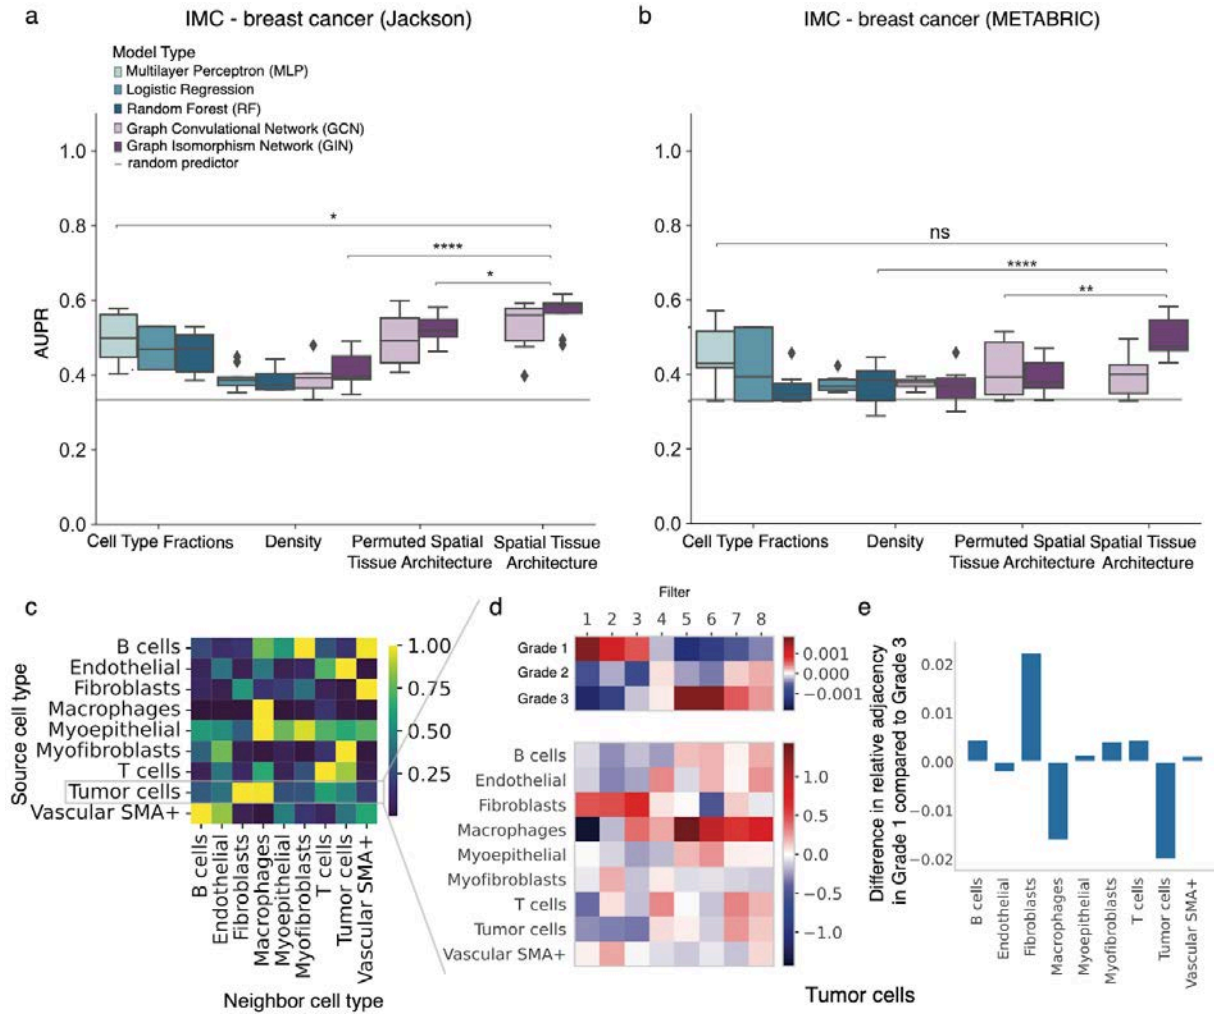 a
IMC - breast cancer (Jackson)
Model Type
Multilayer Perceptron (MLP)
Logistic Regression
Random Forest (RF)
Graph Convulational Network (GCN)
Graph Isomorphism Network (GIN)
random predictor
AUPR
1.0
0.8
0.6
0.4
0.2
0.0
*
****
*
Cell Type Fractions
Density
Permuted Spatial
Tissue Architecture
Spatial Tissue
Architecture
b
IMC - breast cancer (METABRIC)
1.0
0.8
0.6
0.4
0.2
0.0
ns
****
**
Cell Type Fractions
Density
Permuted Spatial
Tissue Architecture
Spatial Tissue
Architecture
c
Source cell type
B cells
Endothelial
Fibroblasts
Macrophages
Myoepithelial
Myofibroblasts
T cells
Tumor cells
Vascular SMA+
1.00
0.75
0.50
0.25
B cells
Endothelial
Fibroblasts
Macrophages
Myoepithelial
Myofibroblasts
T cells
Tumor cells
Vascular SMA+
Neighbor cell type
d
Filter
1 2 3 4 5 6 7 8
Grade 1
Grade 2
Grade 3
0.001
0.000
−0.001
B cells
Endothelial
Fibroblasts
Macrophages
Myoepithelial
Myofibroblasts
T cells
Tumor cells
Vascular SMA+
1.0
0.5
0.0
−0.5
−1.0
Tumor cells
e
Difference in relative adjacency
in Grade 1 compared to Grade 3
0.02
0.01
0.00
−0.01
−0.02
B cells
Endothelial
Fibroblasts
Macrophages
Myoepithelial
Myofibroblasts
T cells
Tumor cells
Vascular SMA+